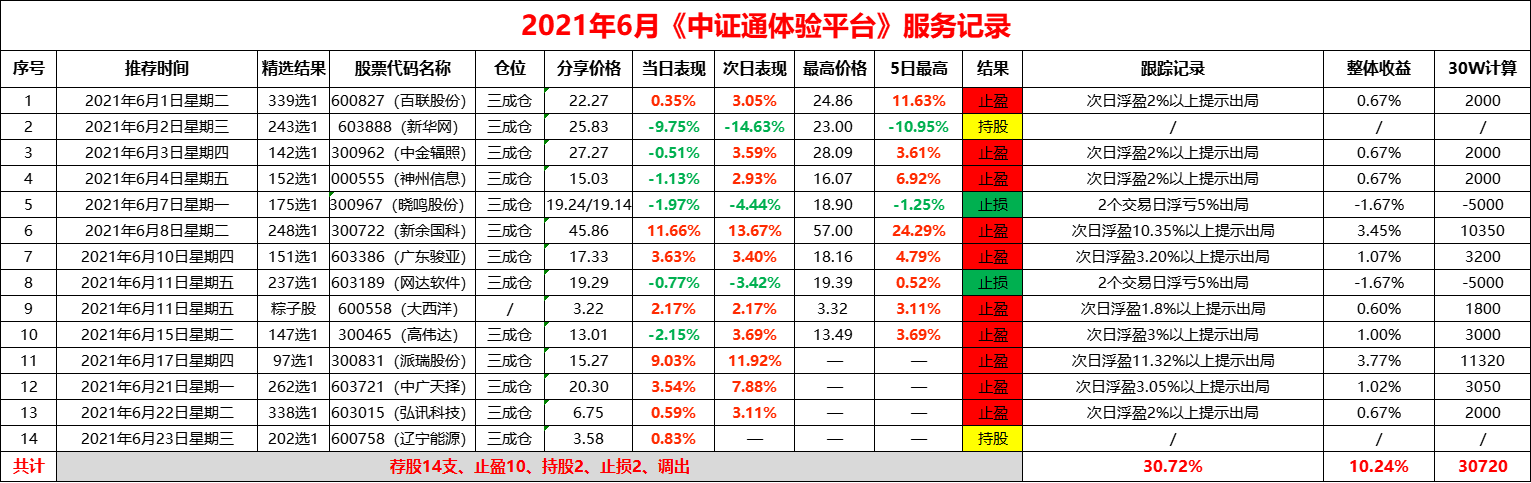 2021年6月《中证通体验平台》服务记录
序号 推荐时间 精选结果 股票代码名称 仓位 分享价格 当日表现 次日表现 最高价格 5日最高 结果 跟踪记录 整体收益 30W计算
1 2021年6月1日星期二 339选1 600827（百联股份） 三成仓 22.27 0.35% 3.05% 24.86 11.63% 止盈 次日浮盈2%以上提示出局 0.67% 2000
2 2021年6月2日星期三 243选1 603888（新华网） 三成仓 25.83 -9.75% -14.63% 23.00 -10.95% 持股 / / /
3 2021年6月3日星期四 142选1 300962（中金辐照） 三成仓 27.27 -0.51% 3.59% 28.09 3.61% 止盈 次日浮盈2%以上提示出局 0.67% 2000
4 2021年6月4日星期五 152选1 000555（神州信息） 三成仓 15.03 -1.13% 2.93% 16.07 6.92% 止盈 次日浮盈2%以上提示出局 0.67% 2000
5 2021年6月7日星期一 175选1 300967（晓鸣股份） 三成仓 19.24/19.14 -1.97% -4.44% 18.90 -1.25% 止损 2个交易日浮亏5%出局 -1.67% -5000
6 2021年6月8日星期二 248选1 300722（新余国科） 三成仓 45.86 11.66% 13.67% 57.00 24.29% 止盈 次日浮盈10.35%以上提示出局 3.45% 10350
7 2021年6月10日星期四 151选1 603386（广东骏亚） 三成仓 17.33 3.63% 3.40% 18.16 4.79% 止盈 次日浮盈3.20%以上提示出局 1.07% 3200
8 2021年6月11日星期五 237选1 603189（网达软件） 三成仓 19.29 -0.77% -3.42% 19.39 0.52% 止损 2个交易日浮亏5%出局 -1.67% -5000
9 2021年6月11日星期五 粽子股 600558（大西洋） / 3.22 2.17% 2.17% 3.32 3.11% 止盈 次日浮盈1.8%以上提示出局 0.60% 1800
10 2021年6月15日星期二 147选1 300465（高伟达） 三成仓 13.01 -2.15% 3.69% 13.49 3.69% 止盈 次日浮盈3%以上提示出局 1.00% 3000
11 2021年6月17日星期四 97选1 300831（派瑞股份） 三成仓 15.27 9.03% 11.92% — — 止盈 次日浮盈11.32%以上提示出局 3.77% 11320
12 2021年6月21日星期一 262选1 603721（中广天择） 三成仓 20.30 3.54% 7.88% — — 止盈 次日浮盈3.05%以上提示出局 1.02% 3050
13 2021年6月22日星期二 338选1 603015（弘讯科技） 三成仓 6.75 0.59% 3.11% — — 止盈 次日浮盈2%以上提示出局 0.67% 2000
14 2021年6月23日星期三 202选1 600758（辽宁能源） 三成仓 3.58 0.83% — — — 持股 / / /
共计 荐股14支、止盈10、持股2、止损2、调出 30.72% 10.24% 30720